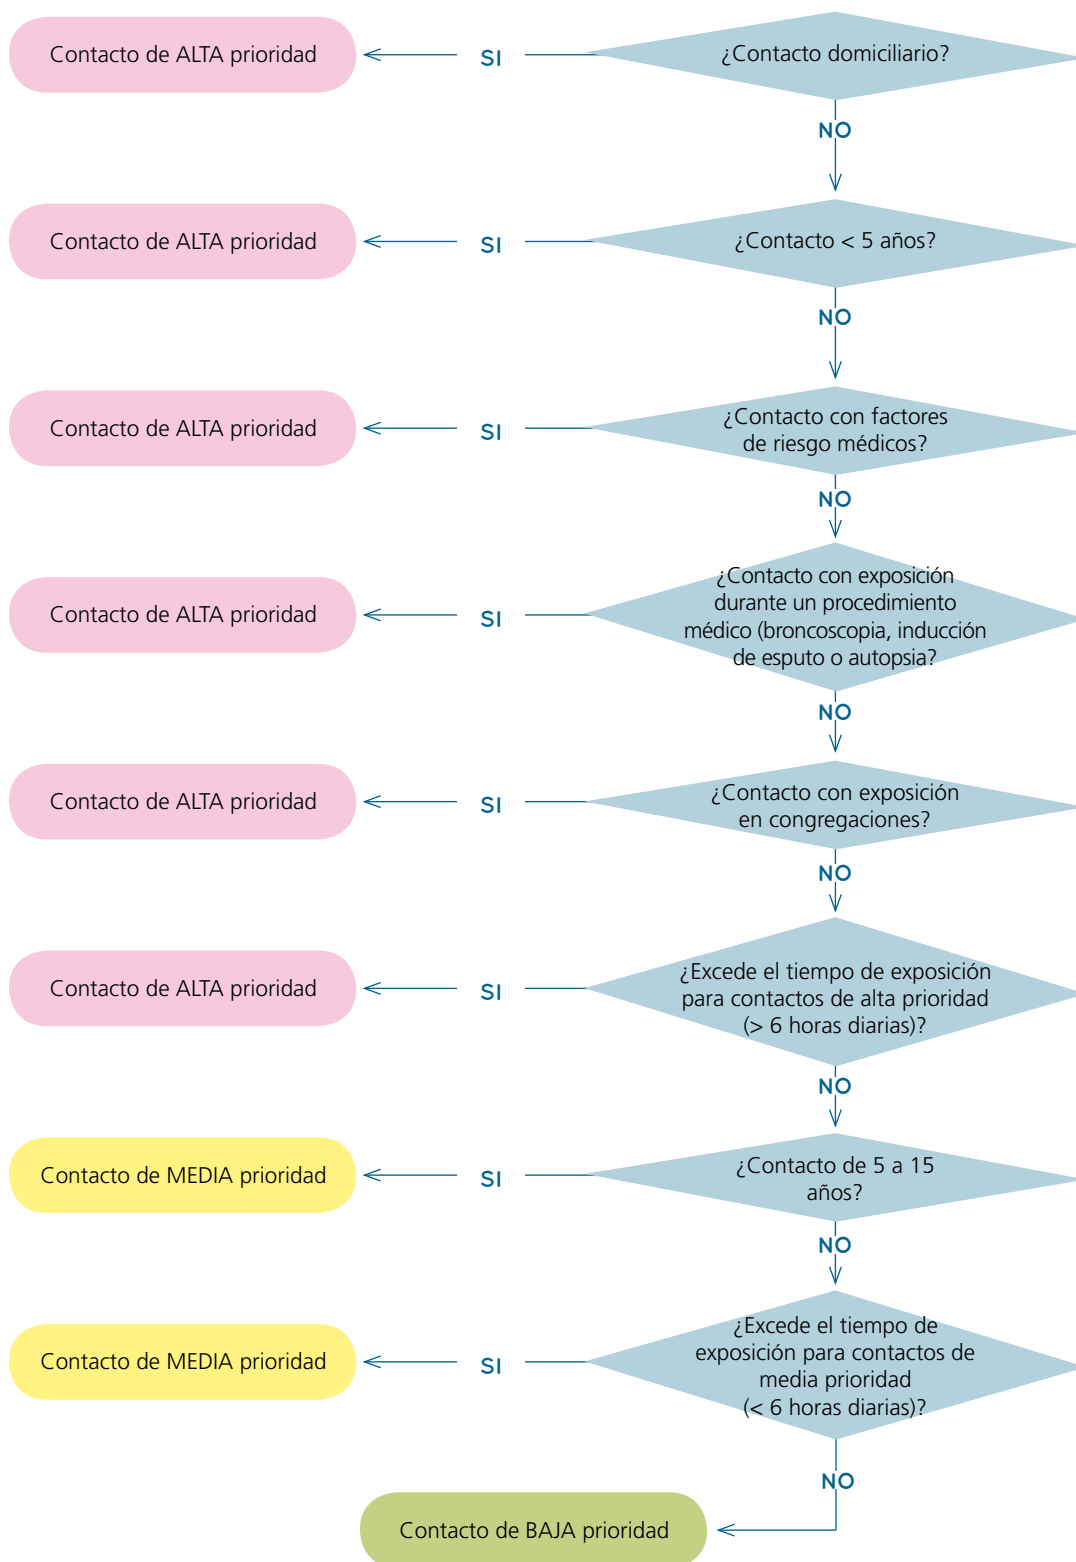 Contacto de ALTA prioridad
SI
¿Contacto domiciliario?
NO
Contacto de ALTA prioridad
SI
¿Contacto < 5 años?
NO
Contacto de ALTA prioridad
SI
¿Contacto con factores
de riesgo médicos?
NO
Contacto de ALTA prioridad
SI
¿Contacto con exposición
durante un procedimiento
médico (broncoscopia, inducción
de esputo o autopsia?
NO
Contacto de ALTA prioridad
SI
¿Contacto con exposición
en congregaciones?
NO
Contacto de ALTA prioridad
SI
¿Excede el tiempo de exposición
para contactos de alta prioridad
(> 6 horas diarias)?
NO
Contacto de MEDIA prioridad
SI
¿Contacto de 5 a 15
años?
NO
Contacto de MEDIA prioridad
SI
¿Excede el tiempo de
exposición para contactos de
media prioridad
(< 6 horas diarias)?
NO
Contacto de BAJA prioridad